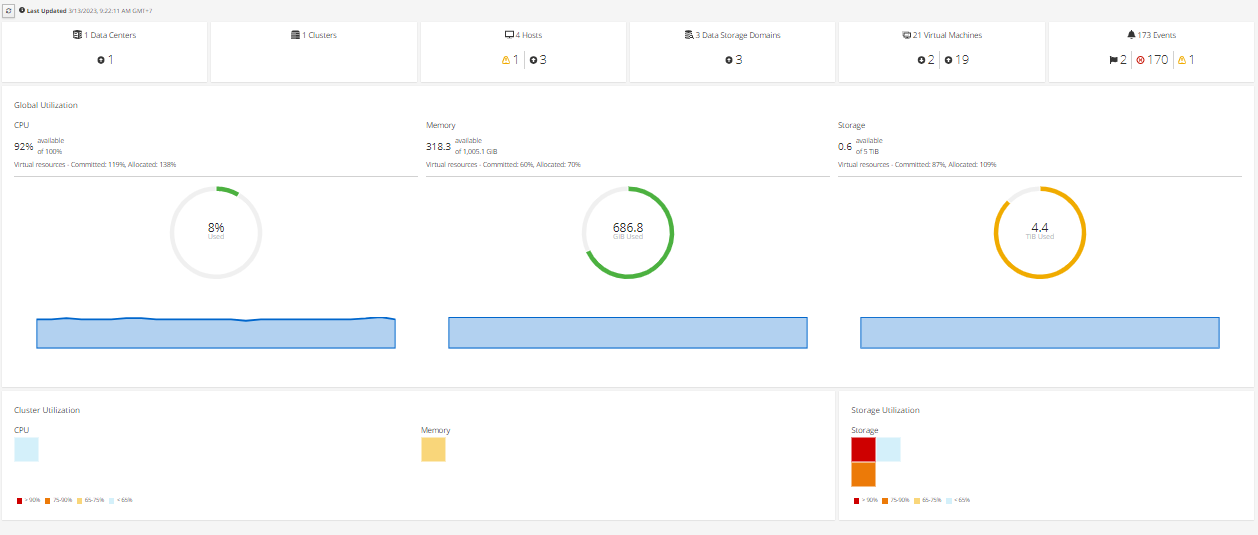 Last Updated 3/13/2023, 9:22:11 AM GMT+7
1 Data Centers
1
1 Clusters
4 Hosts
1 3
3 Data Storage Domains
3
21 Virtual Machines
2 19
173 Events
2 170 1
Global Utilization
CPU
92% available of 100%
Virtual resources - Committed: 119%, Allocated: 138%
8%
Used
Memory
318.3 available of 1,005.1 GiB
Virtual resources - Committed: 60%, Allocated: 70%
686.8
GiB Used
Storage
0.6 available of 5 TiB
Virtual resources - Committed: 87%, Allocated: 109%
4.4
TiB Used
Cluster Utilization
CPU
Memory
> 90% 75-90% 65-75% < 65%
Storage Utilization
Storage
> 90% 75-90% 65-75% < 65%